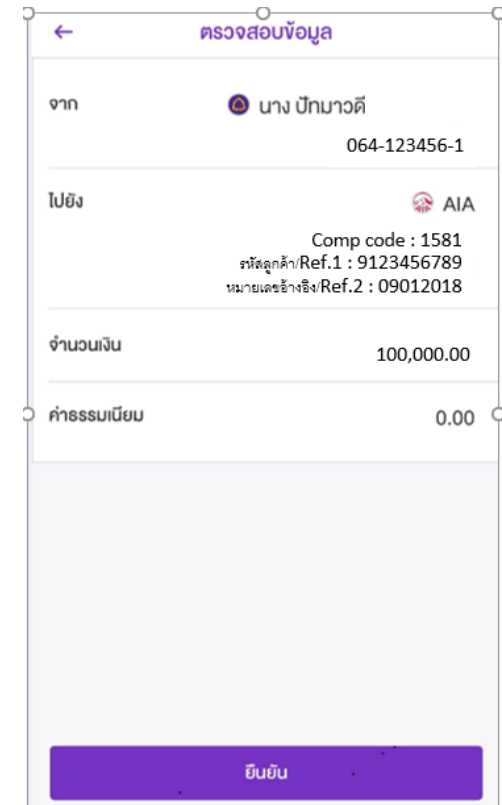 ← ตรวจสอบข้อมูล
จาก นาง ปัทมาวดี
064-123456-1
ไปยัง AIA
Comp code : 1581
รหัสลูกค้า/Ref.1 : 9123456789
หมายเลขอ้างอิง/Ref.2 : 09012018
จำนวนเงิน 100,000.00
ค่าธรรมเนียม 0.00
ยืนยัน